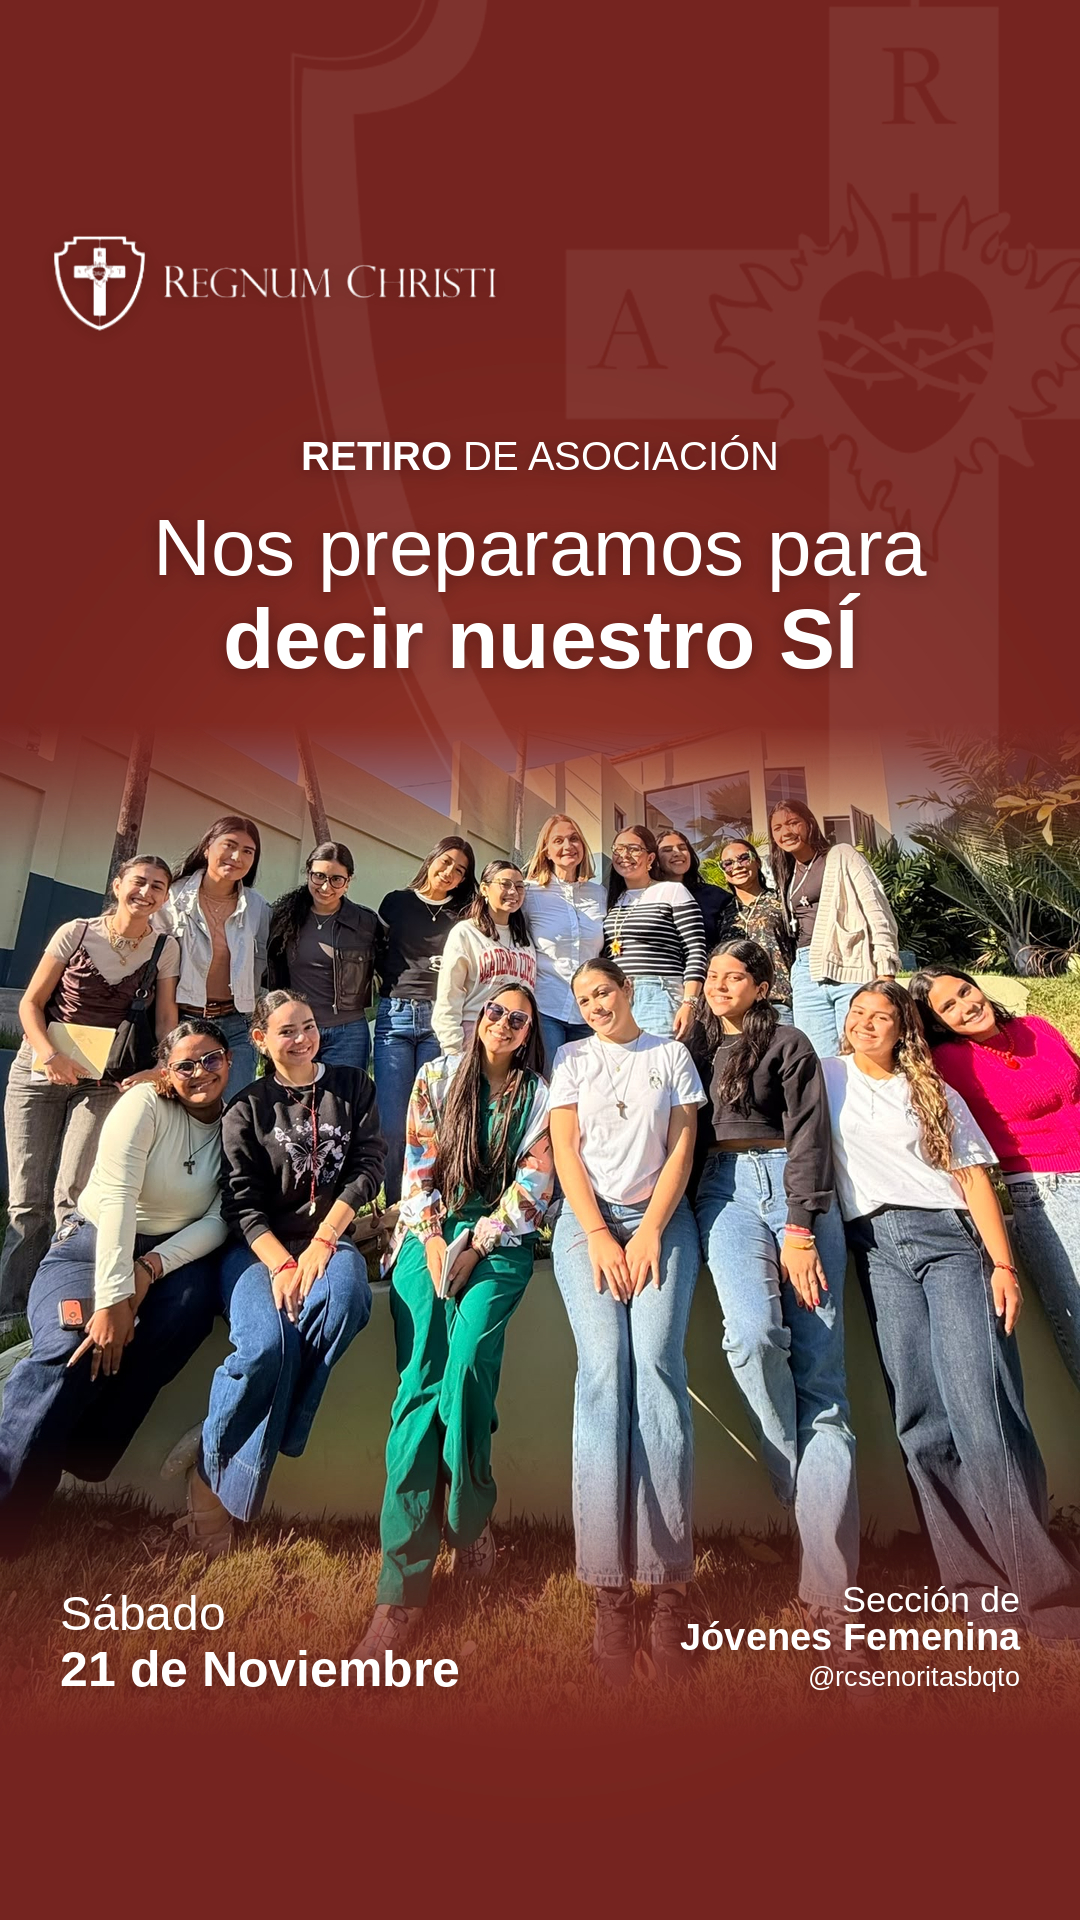 R
A
REGNUM CHRISTI
RETIRO DE ASOCIACIÓN
Nos preparamos para
decir nuestro SÍ
Sábado
21 de Noviembre
Sección de
Jóvenes Femenina
@rcsenoritasbqto